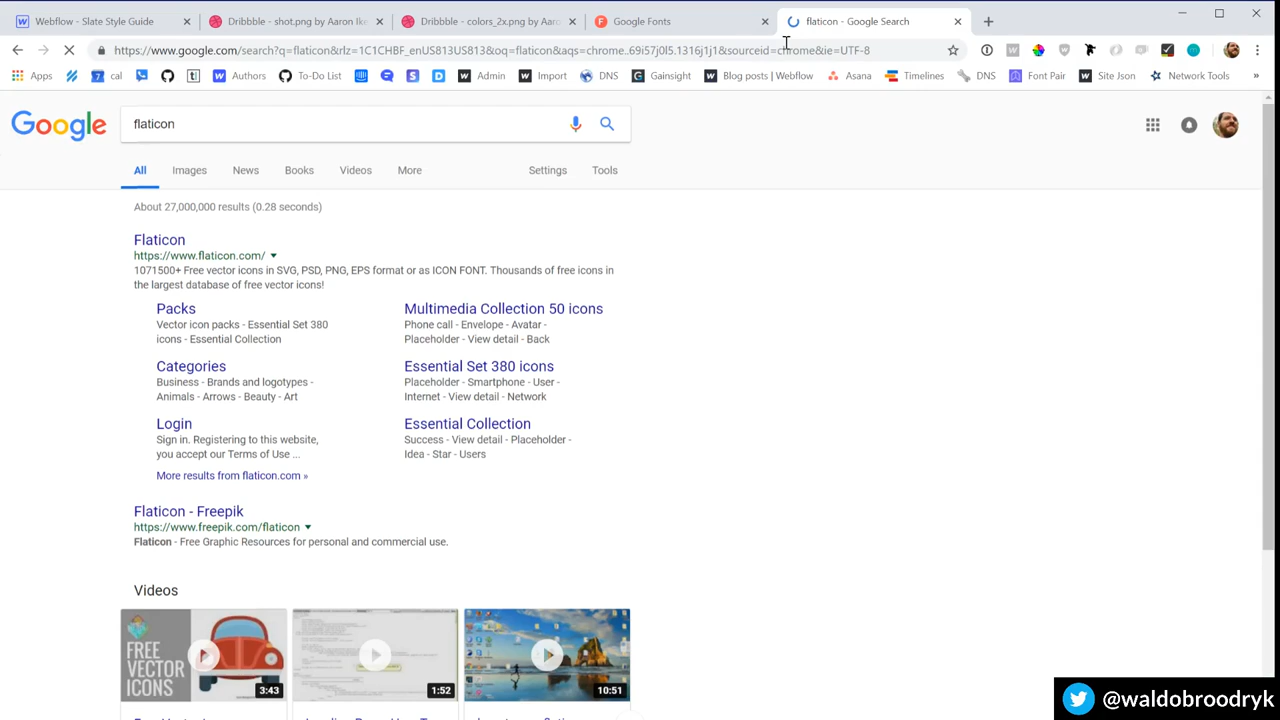 Webflow - Slate Style Guide
Dribbble - shot.png by Aaron Ike
Dribbble - colors_2x.png by Aaro
Google Fonts
flaticon - Google Search
https://www.google.com/search?q=flaticon&rlz=1C1CHBF_enUS813US813&oq=flaticon&aqs=chrome..69i57j0l5.1316j1j1&sourceid=chrome&ie=UTF-8
Apps
cal
Authors
To-Do List
DS
Admin
Import
DNS
Gainsight
Blog posts | Webflow
Asana
Timelines
DNS
Font Pair
Site Json
Network Tools
Google
flaticon
All
Images
News
Books
Videos
More
Settings
Tools
About 27,000,000 results (0.28 seconds)
Flaticon
https://www.flaticon.com/
1071500+ Free vector icons in SVG, PSD, PNG, EPS format or as ICON FONT. Thousands of free icons in
the largest database of free vector icons!
Packs
Vector icon packs - Essential Set 380
icons - Essential Collection
Multimedia Collection 50 icons
Phone call - Envelope - Avatar -
Placeholder - View detail - Back
Categories
Business - Brands and logotypes -
Animals - Arrows - Beauty - Art
Essential Set 380 icons
Placeholder - Smartphone - User -
Internet - View detail - Network
Login
Sign in. Registering to this website,
you accept our Terms of Use ...
Essential Collection
Success - View detail - Placeholder -
Idea - Star - Users
More results from flaticon.com »
Flaticon - Freepik
https://www.freepik.com/flaticon
Flaticon - Free Graphic Resources for personal and commercial use.
Videos
FREE
VECTOR
ICONS
3:43
1:52
10:51
@waldobroodryk